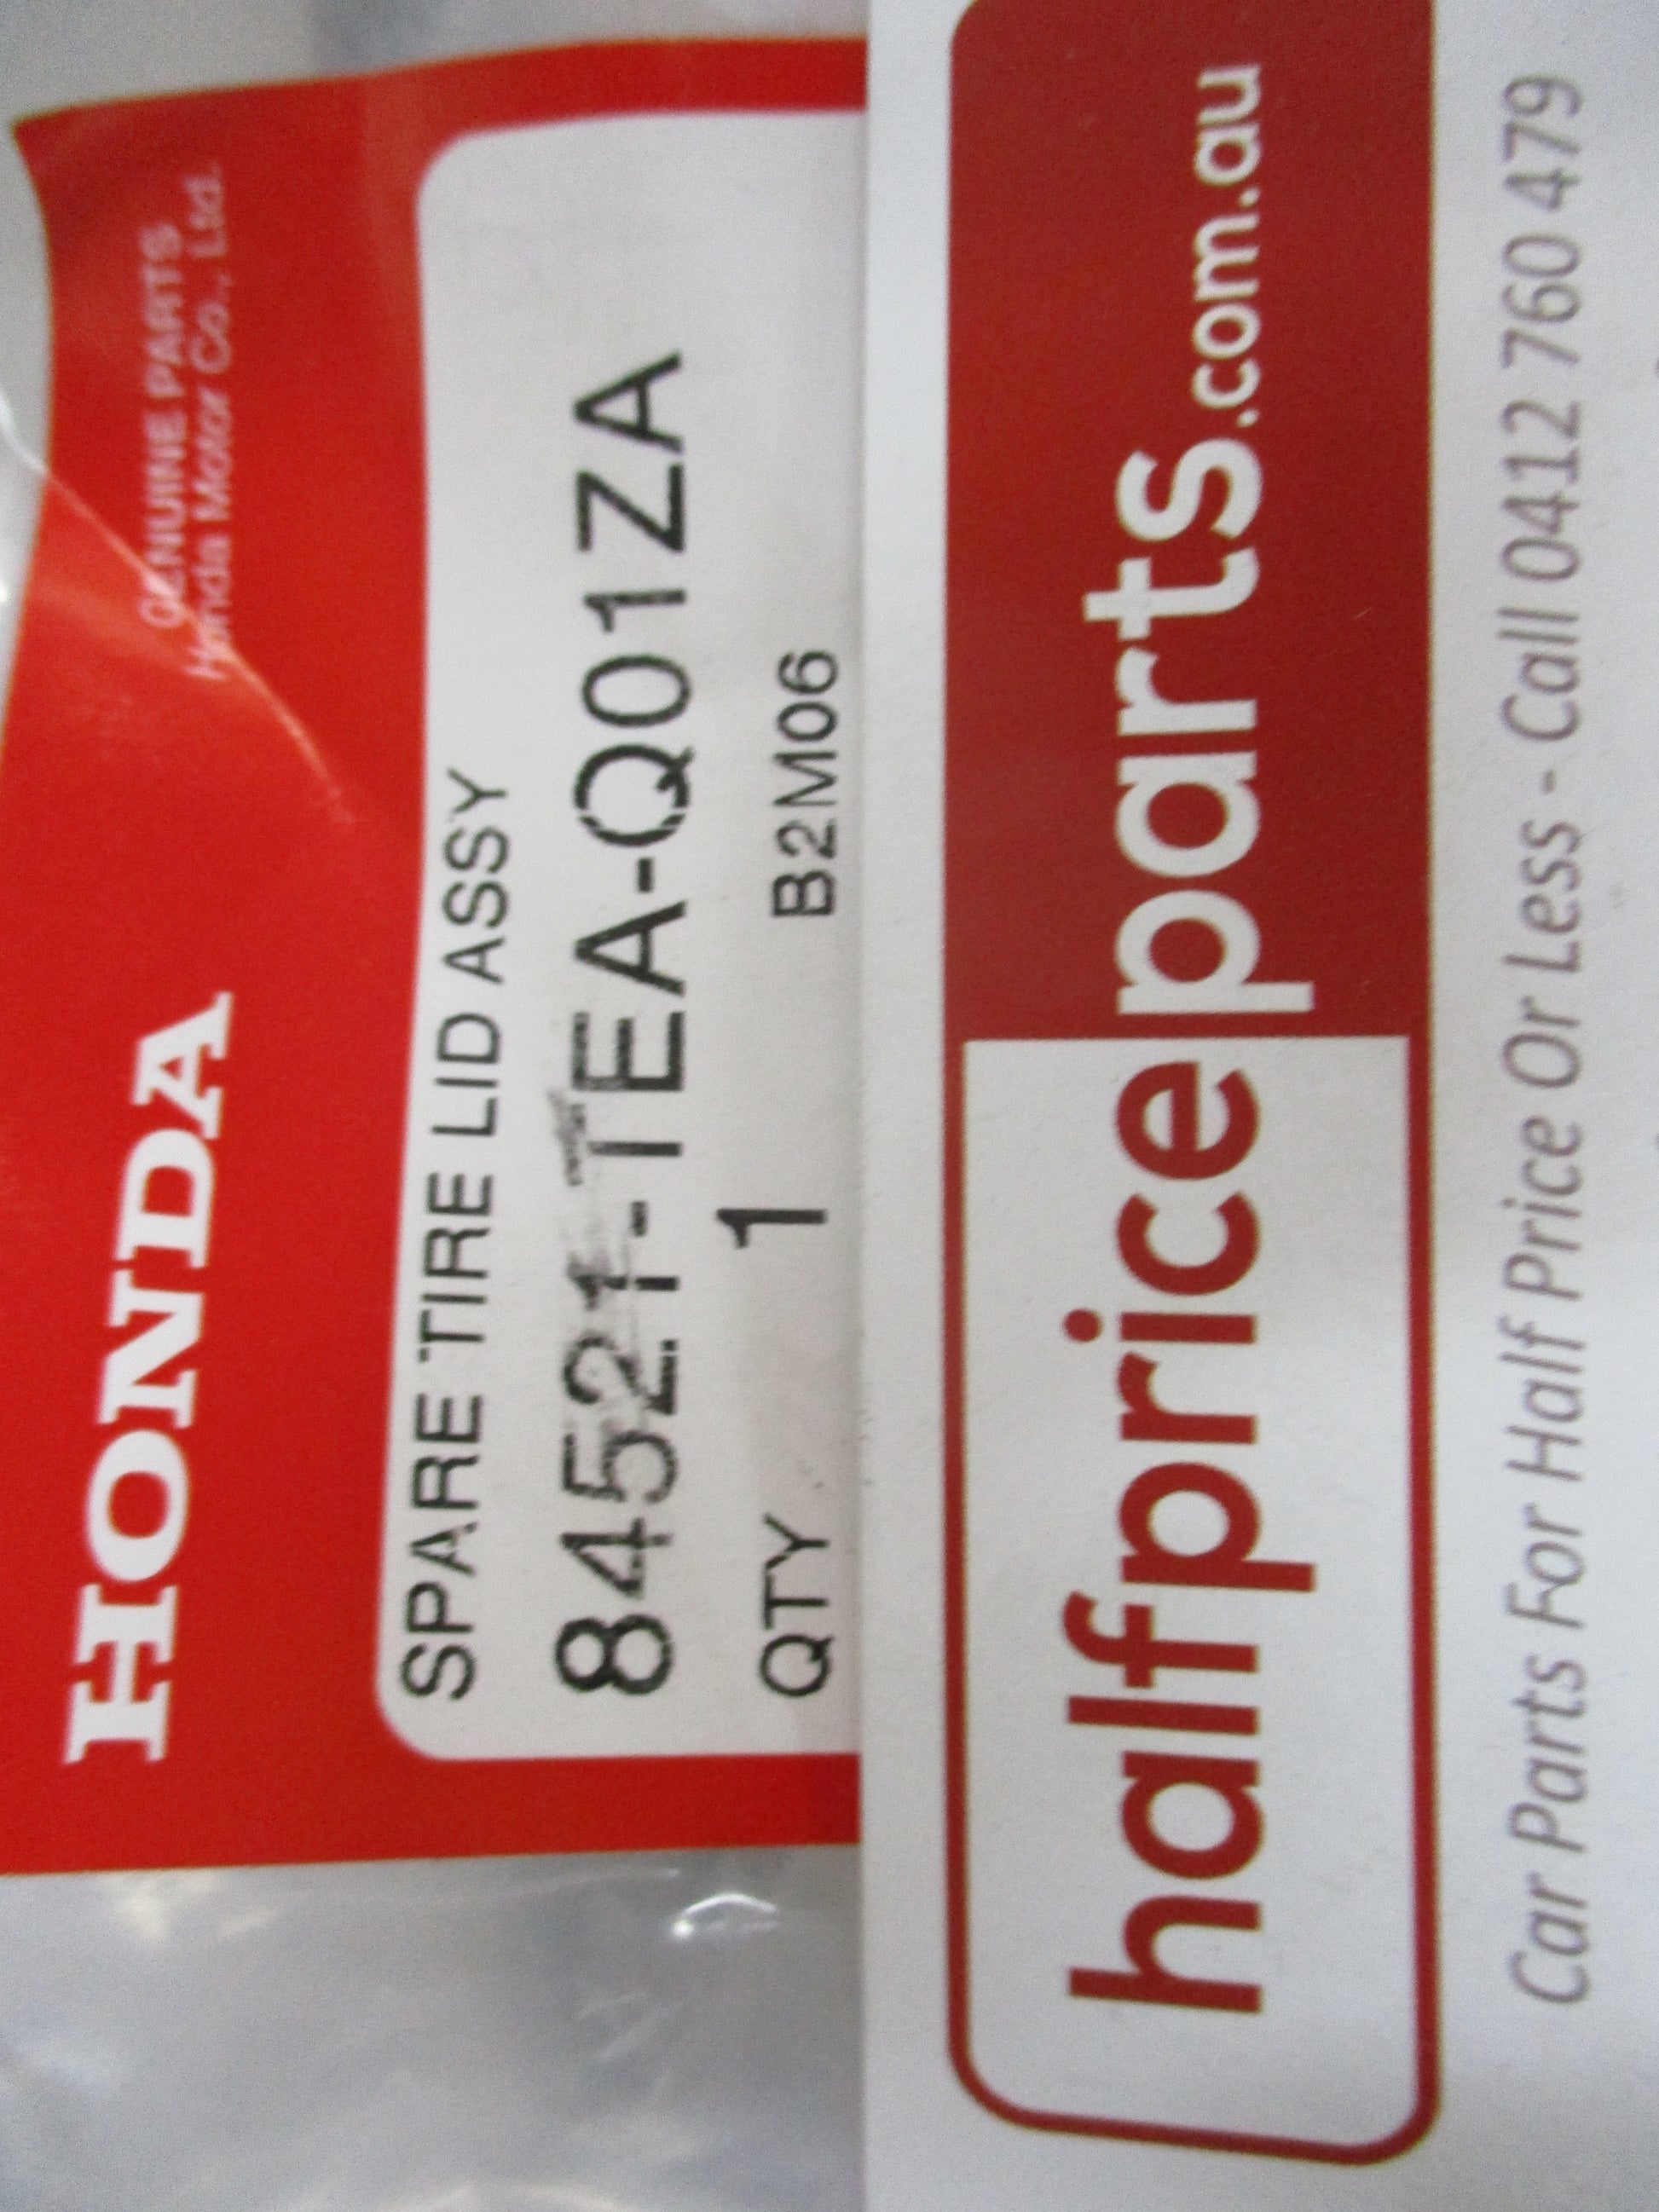 HONDA
GENUINE PARTS
Honda Motor Co., Ltd.
SPARE TIRE LID ASSY
84521-TEA-Q01ZA
QTY 1 B2M06
halfpriceparts.com.au
Car Parts For Half Price Or Less - Call 0412 760 479